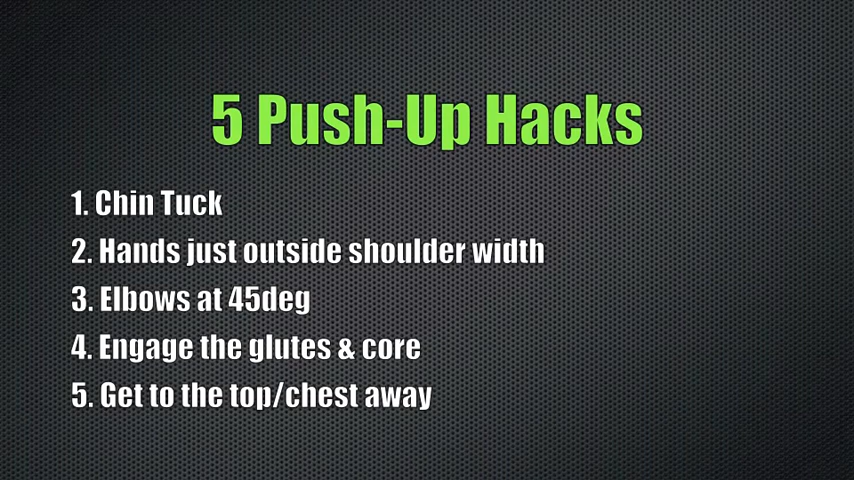 5 Push-Up Hacks
1. Chin Tuck
2. Hands just outside shoulder width
3. Elbows at 45deg
4. Engage the glutes & core
5. Get to the top/chest away